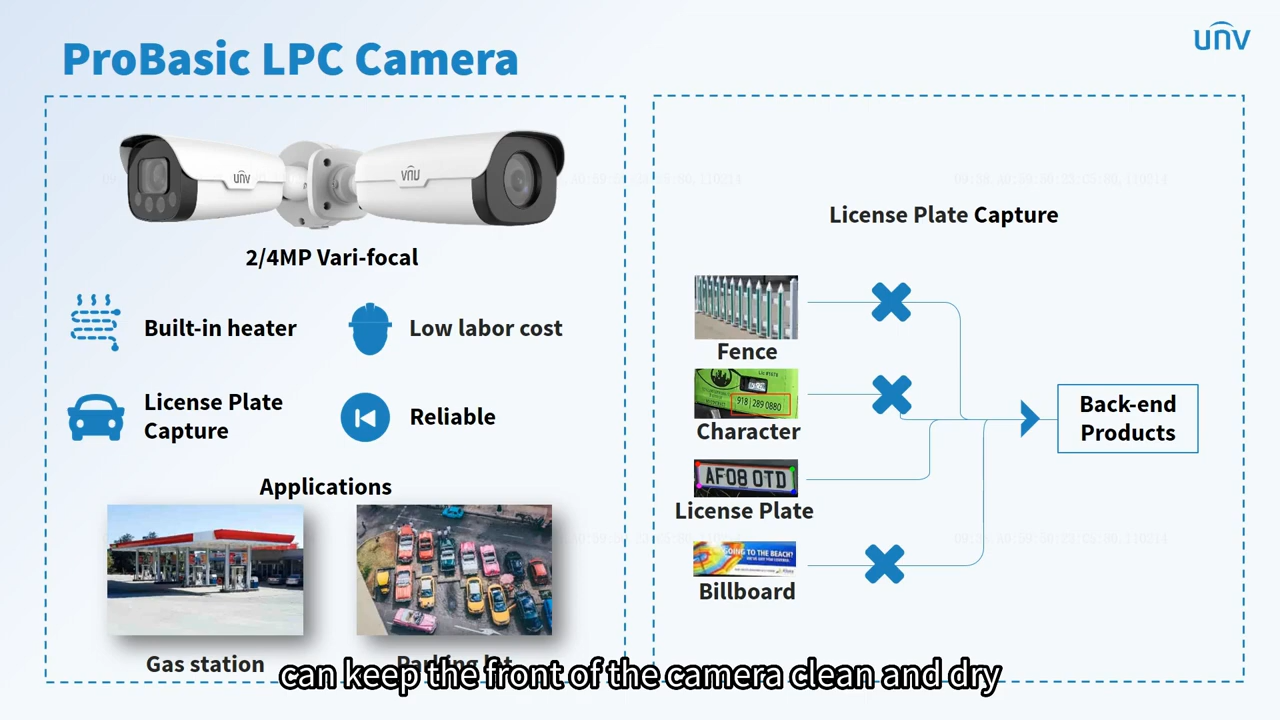 ProBasic LPC Camera
unv
unv
unv
2/4MP Vari-focal
Built-in heater
Low labor cost
License Plate
Capture
Reliable
Applications
Gas station
Parking lot
License Plate Capture
Fence
918 289 0880
Character
AF08 OTD
License Plate
GOING TO THE BEACH?
Billboard
Back-end
Products
can keep the front of the camera clean and dry